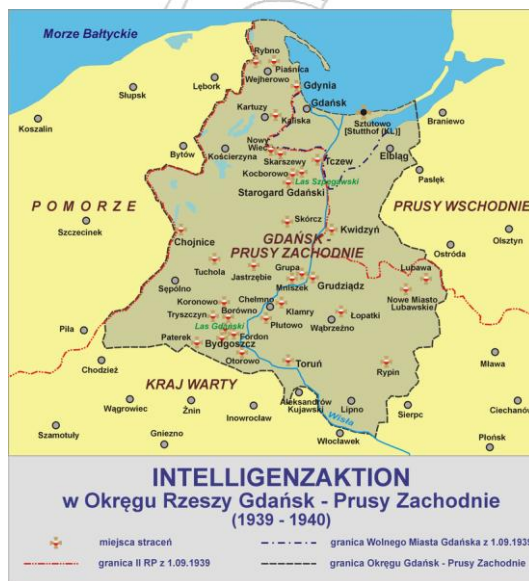 Morze Bałtyckie
Rybno
Piaśnica
Wejherowo
Gdynia
Lębork
Słupsk
Gdańsk
Kartuzy
Kaliska
Sztutowo
[Stutthof (KL)]
Braniewo
Koszalin
Nowy
Wiec
Bytów
Kościerzyna
Skarszewy
Tczew
Elbląg
Kocborowo
Las Szpęgawski
Pasłęk
Starogard Gdański
POMORZE
PRUSY WSCHODNIE
Skórcz
Kwidzyń
Szczecinek
Chojnice
GDAŃSK -
PRUSY ZACHODNIE
Olsztyn
Ostróda
Tuchola
Jastrzębie
Grupa
Lubawa
Sępólno
Mniszek
Grudziądz
Nowe Miasto
Lubawskie
Koronowo
Chełmno
Klamry
Tryszczyn
Borówno
Łopatki
Las Gdański
Plutowo
Wąbrzeźno
Piła
Paterek
Fordon
Bydgoszcz
Otorowo
Toruń
Rypin
Mława
Chodzież
KRAJ WARTY
Aleksandrów
Kujawski
Lipno
Sierpc
Ciechanów
Wągrowiec
Żnin
Inowrocław
Wisła
Szamotuły
Gniezno
Włocławek
Płońsk
INTELLIGENZAKTION
w Okręgu Rzeszy Gdańsk - Prusy Zachodnie
(1939 - 1940)
miejsca straceń
granica Wolnego Miasta Gdańska z 1.09.1939
granica II RP z 1.09.1939
granica Okręgu Gdańsk - Prusy Zachodnie